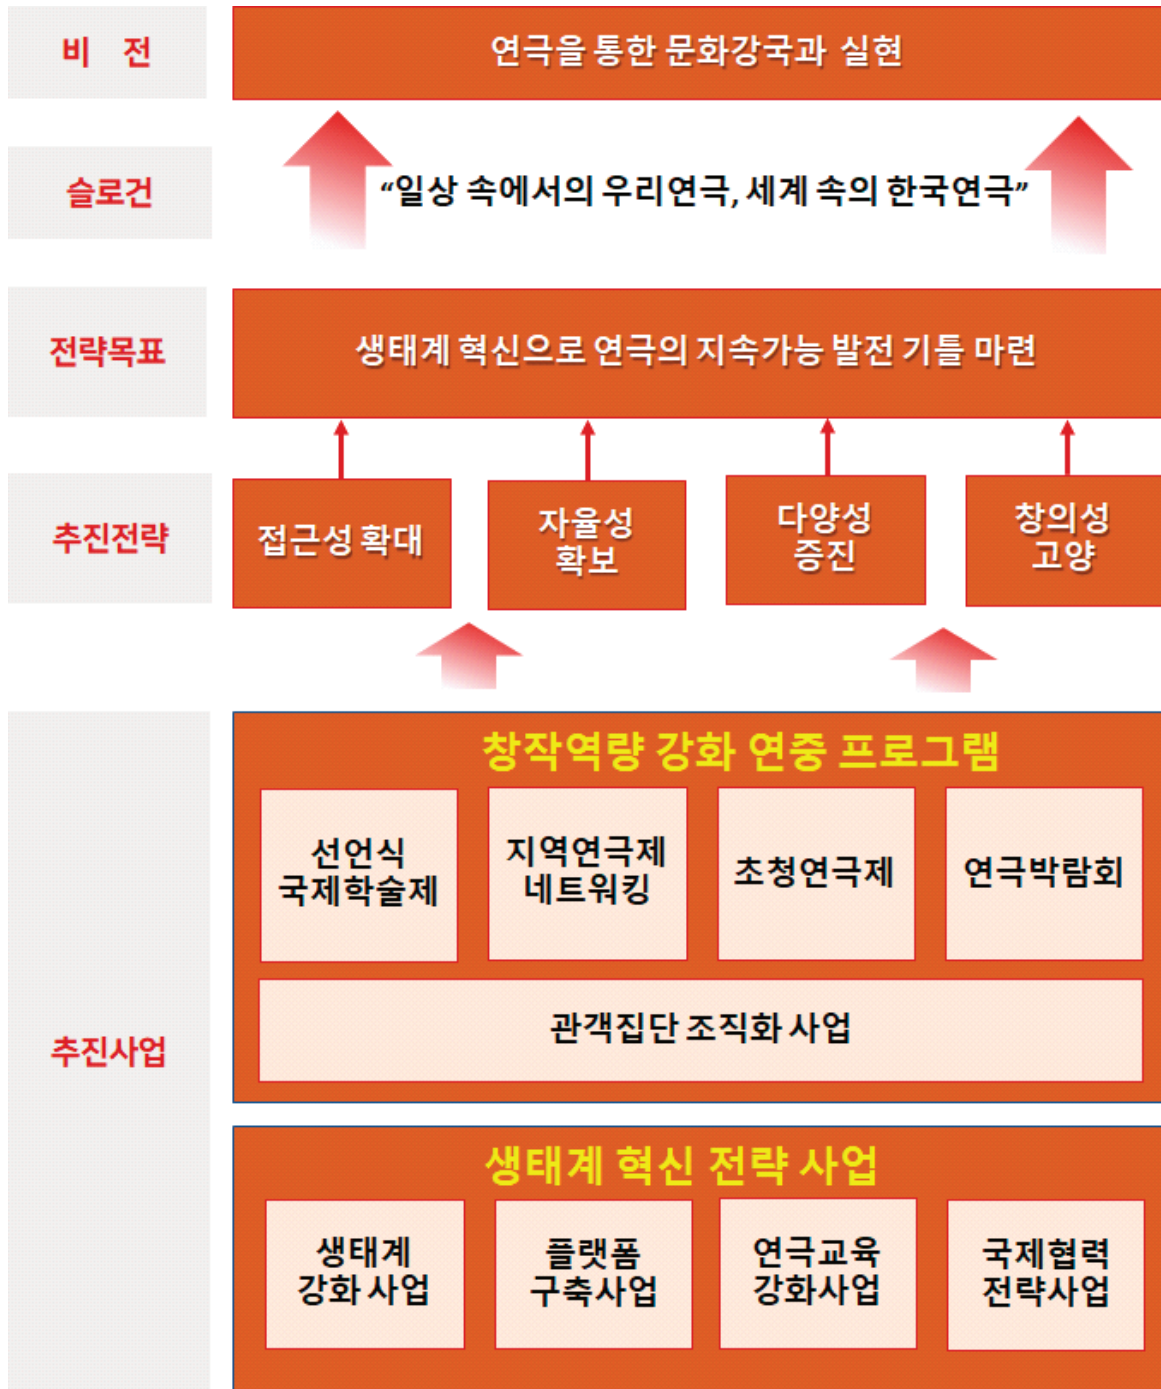 비 전
연극을 통한 문화강국과 실현
슬로건
“일상 속에서의 우리연극, 세계 속의 한국연극”
전략목표
생태계 혁신으로 연극의 지속가능 발전 기틀 마련
추진전략
접근성 확대
자율성
확보
다양성
증진
창의성
고양
추진사업
창작역량 강화 연중 프로그램
선언식
국제학술제
지역연극제
네트워킹
초청연극제
연극박람회
관객집단 조직화 사업
생태계 혁신 전략 사업
생태계
강화 사업
플랫폼
구축사업
연극교육
강화사업
국제협력
전략사업